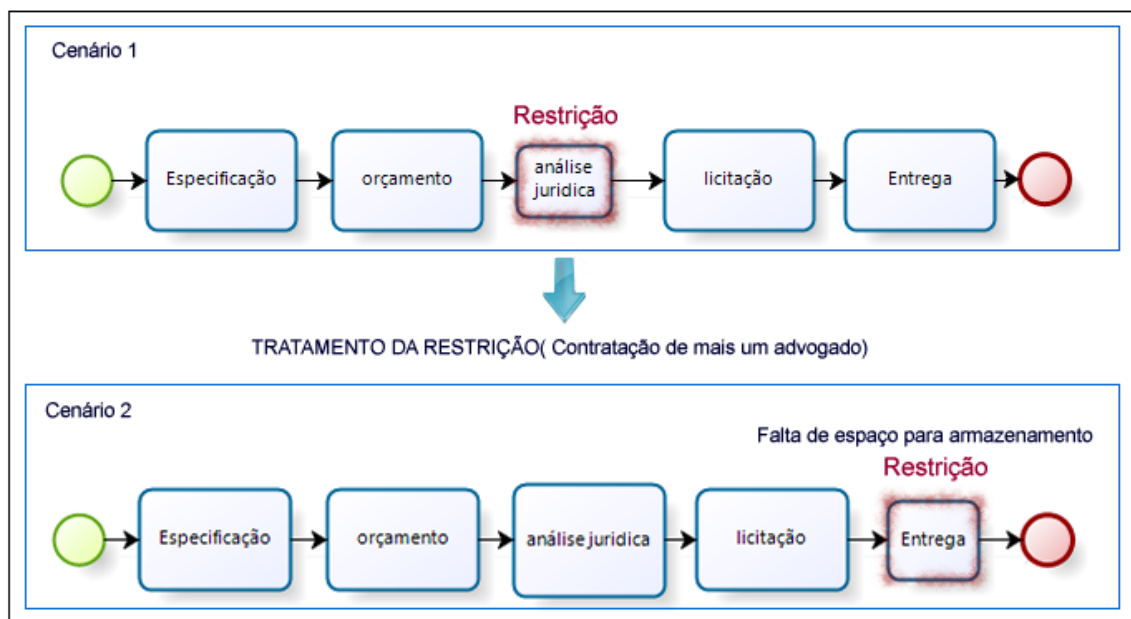 Cenário 1
Restrição
Especificação
orçamento
análise
juridica
licitação
Entrega
TRATAMENTO DA RESTRIÇÃO( Contratação de mais um advogado)
Cenário 2
Falta de espaço para armazenamento
Restrição
Especificação
orçamento
análise juridica
licitação
Entrega